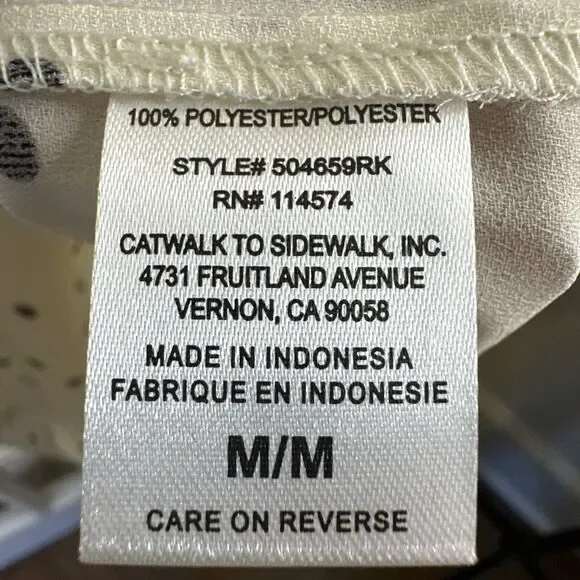 100% POLYESTER/POLYESTER
STYLE# 504659RK
RN# 114574
CATWALK TO SIDEWALK, INC.
4731 FRUITLAND AVENUE
VERNON, CA 90058
MADE IN INDONESIA
FABRIQUE EN INDONESIE
M/M
CARE ON REVERSE